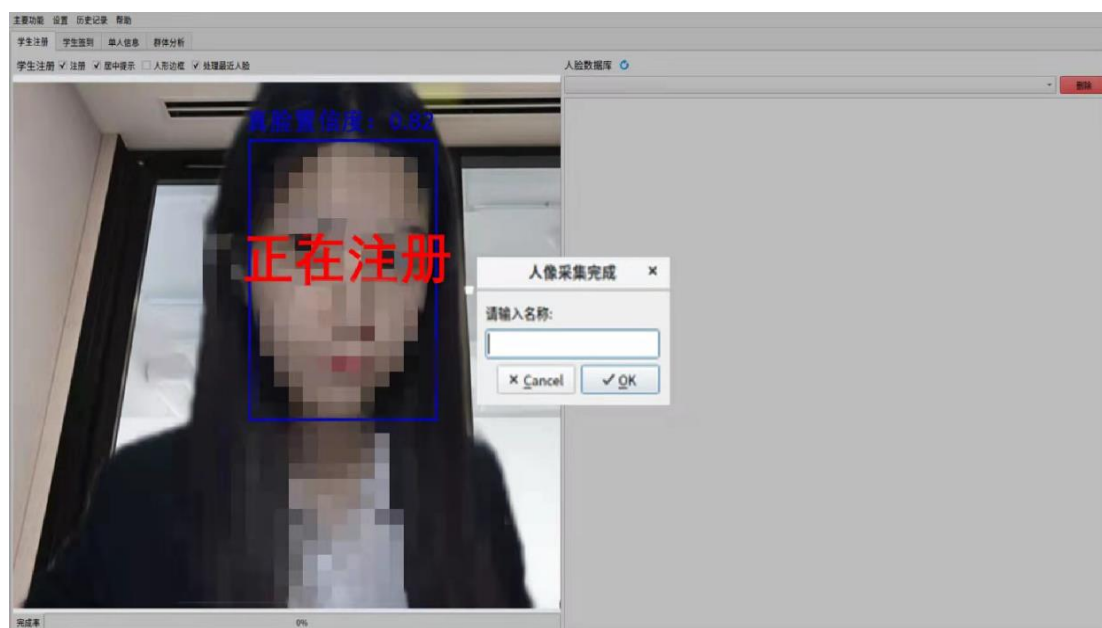 主要功能 设置 历史记录 帮助
学生注册 学生签到 单人信息 群体分析
学生注册 注册 居中提示 人形边框 处理最近人脸
人脸数据库
删除
真脸置信度：0.82
正在注册
人像采集完成 ×
请输入名称:
Cancel OK
完成率 0%